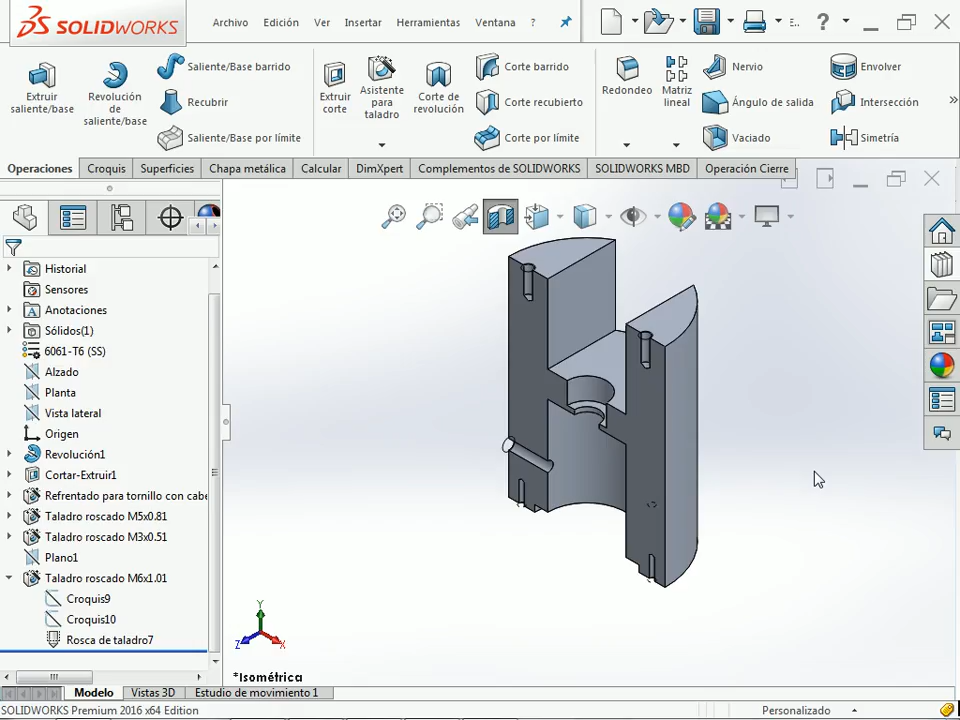 SOLIDWORKS
Archivo Edición Ver Insertar Herramientas Ventana ? E.. ?
Extruir saliente/base
Revolución de saliente/base
Saliente/Base barrido
Recubrir
Saliente/Base por límite
Extruir corte
Asistente para taladro
Corte de revolución
Corte barrido
Corte recubierto
Corte por límite
Redondeo
Matriz lineal
Nervio
Ángulo de salida
Vaciado
Envolver
Intersección
Simetría
»
Operaciones Croquis Superficies Chapa metálica Calcular DimXpert Complementos de SOLIDWORKS SOLIDWORKS MBD Operación Cierre
Historial
Sensores
Anotaciones
Sólidos(1)
6061-T6 (SS)
Alzado
Planta
Vista lateral
Origen
Revolución1
Cortar-Extruir1
Refrentado para tornillo con cabe
Taladro roscado M5x0.81
Taladro roscado M3x0.51
Plano1
Taladro roscado M6x1.01
Croquis9
Croquis10
Rosca de taladro7
Y
Z
X
*Isométrica
Modelo Vistas 3D Estudio de movimiento 1
SOLIDWORKS Premium 2016 x64 Edition Personalizado